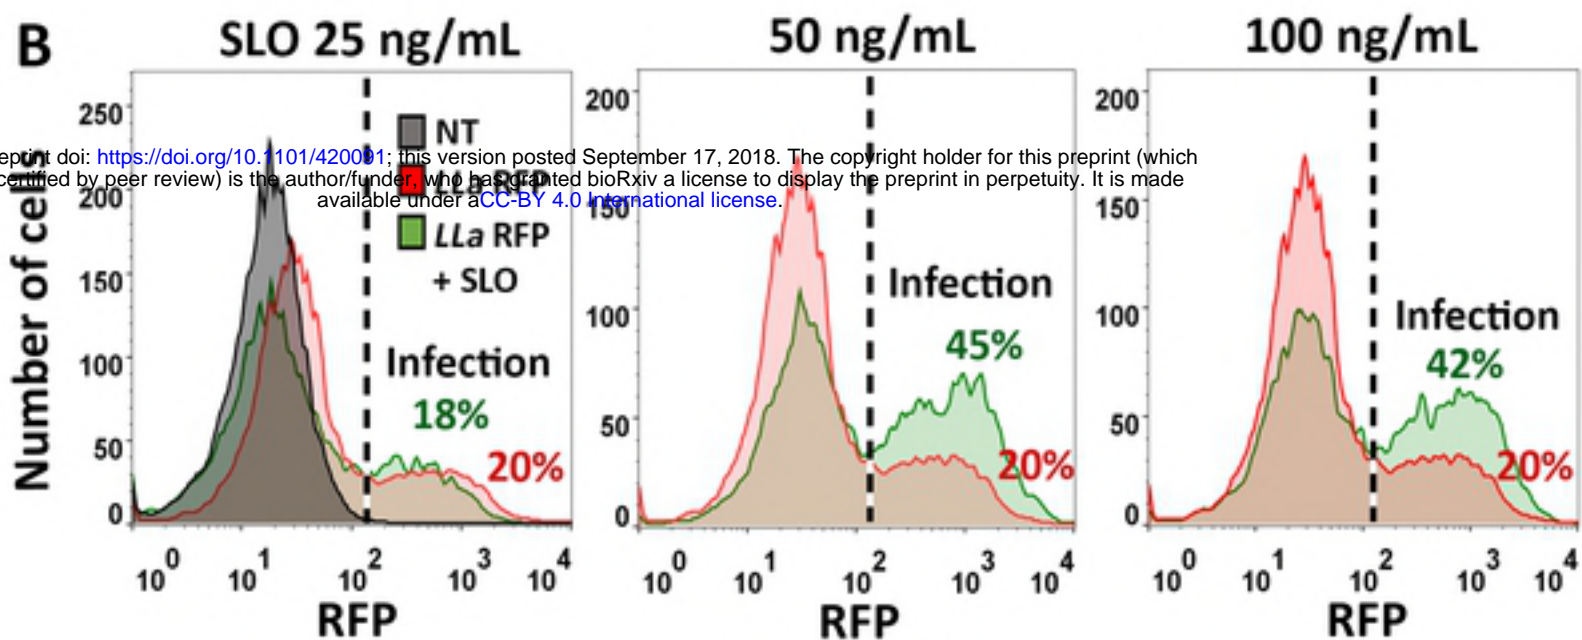 B
SLO 25 ng/mL
50 ng/mL
100 ng/mL
eprint doi: https://doi.org/10.1101/420091; this version posted September 17, 2018. The copyright holder for this preprint (which
certified by peer review) is the author/funder, who has granted bioRxiv a license to display the preprint in perpetuity. It is made
available under aCC-BY 4.0 International license.
Number of cells
250
200
150
100
50
0
NT
LLa RFP
LLa RFP
+ SLO
Infection
18%
20%
10^0 10^1 10^2 10^3 10^4
RFP
200
150
100
50
0
Infection
45%
20%
10^0 10^1 10^2 10^3 10^4
RFP
200
150
100
50
0
Infection
42%
20%
10^0 10^1 10^2 10^3 10^4
RFP